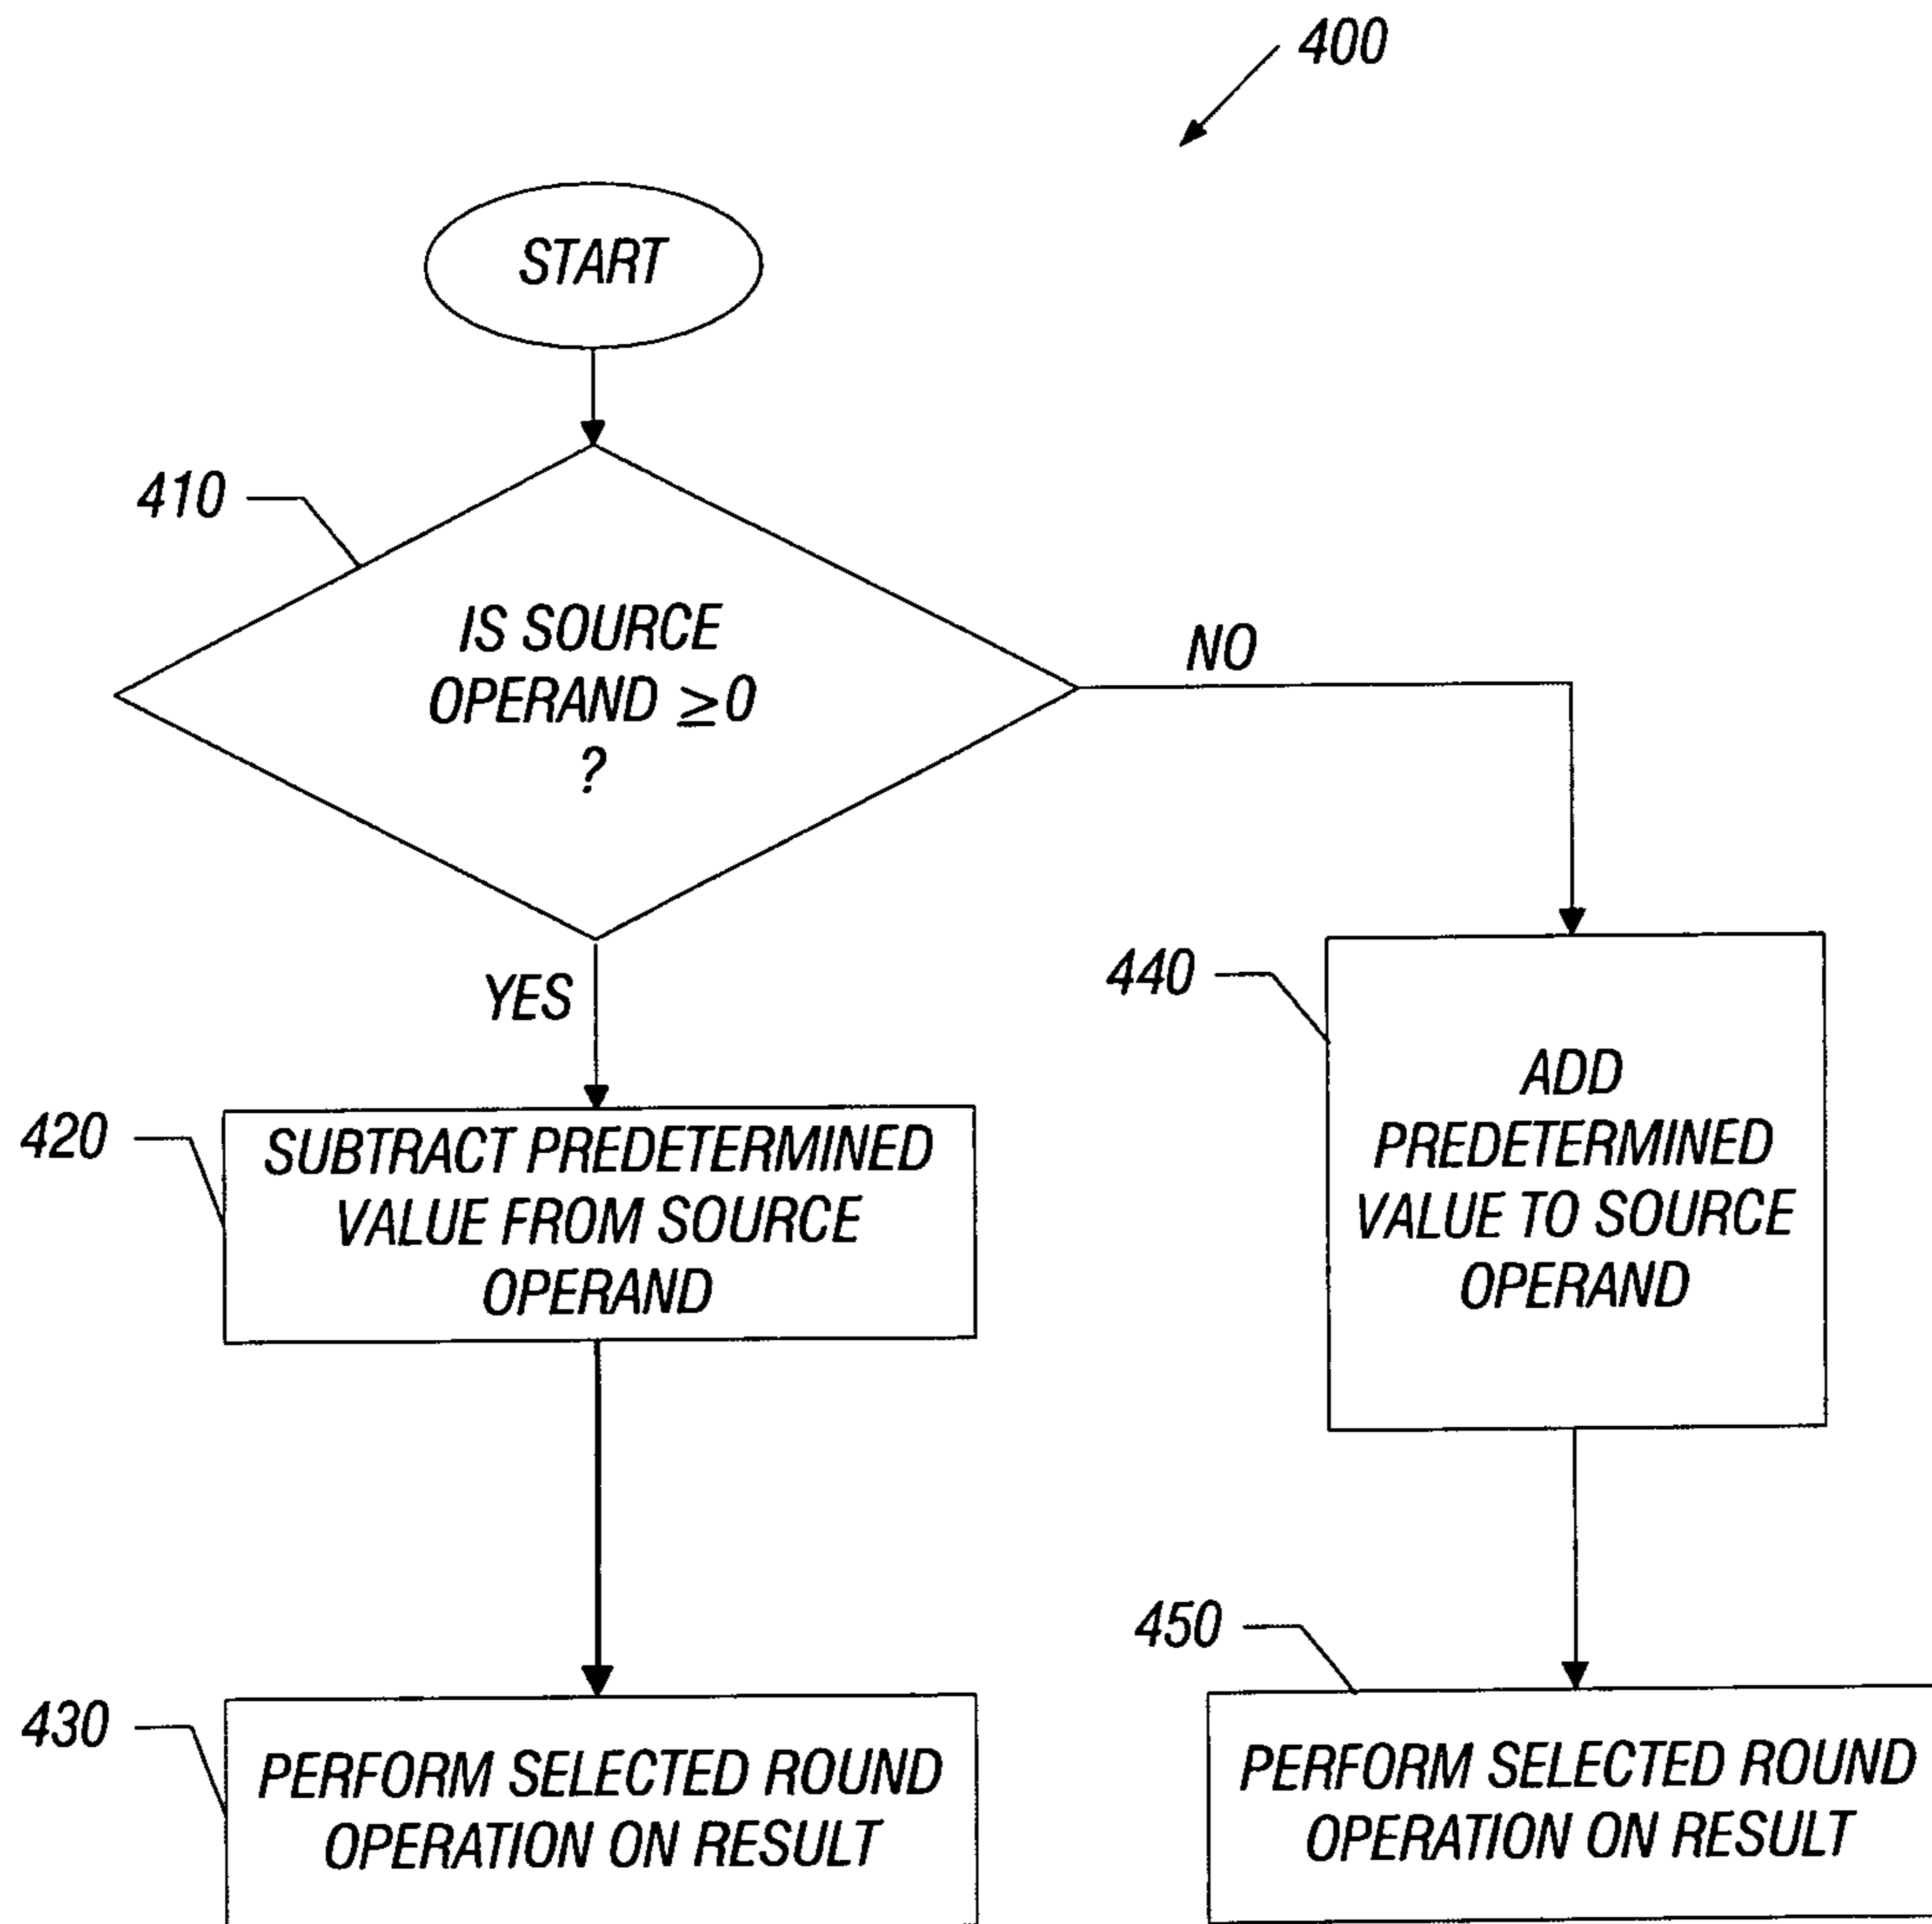 400
START
410
IS SOURCE
OPERAND ≥0
?
NO
YES
440
ADD
PREDETERMINED
VALUE TO SOURCE
OPERAND
420
SUBTRACT PREDETERMINED
VALUE FROM SOURCE
OPERAND
450
PERFORM SELECTED ROUND
OPERATION ON RESULT
430
PERFORM SELECTED ROUND
OPERATION ON RESULT